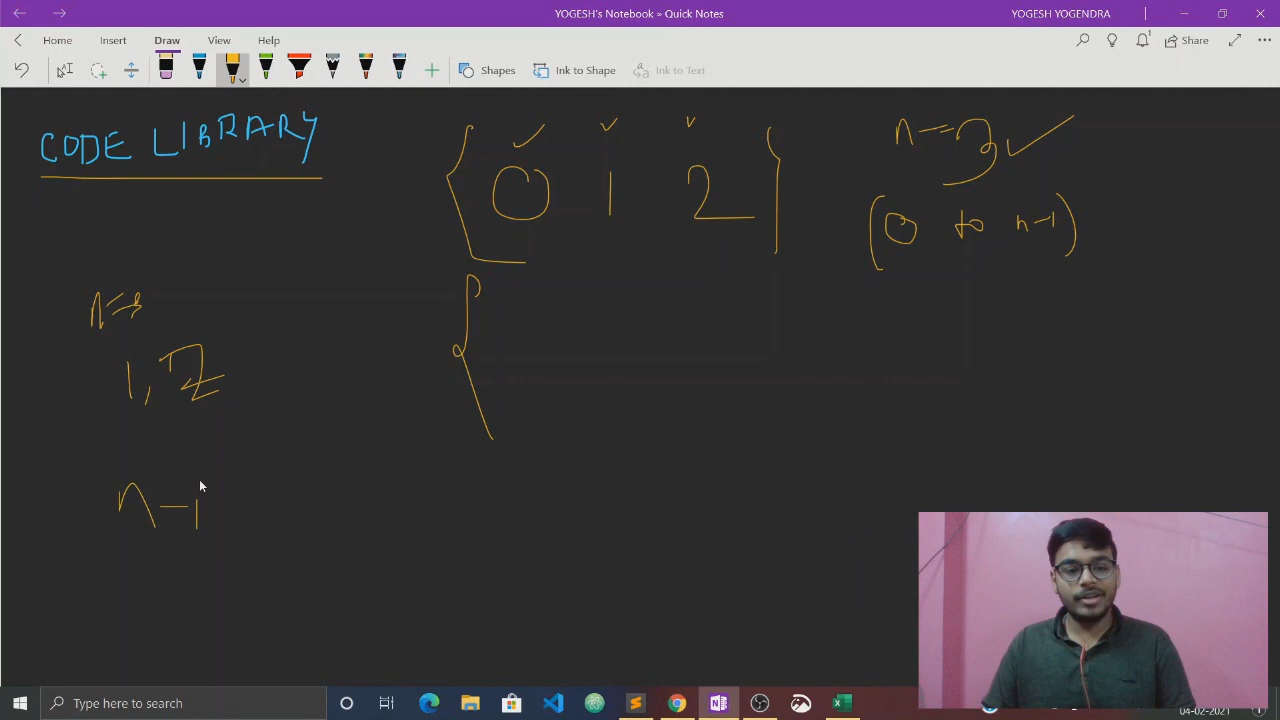 YOGESH's Notebook » Quick Notes
YOGESH YOGENDRA
Home Insert Draw View Help
Share
Shapes Ink to Shape Ink to Text
CODE LIBRARY
{ 0 1 2 }
n=3
(0 to n-1)
1, 2
n-1
Type here to search
04-02-2021